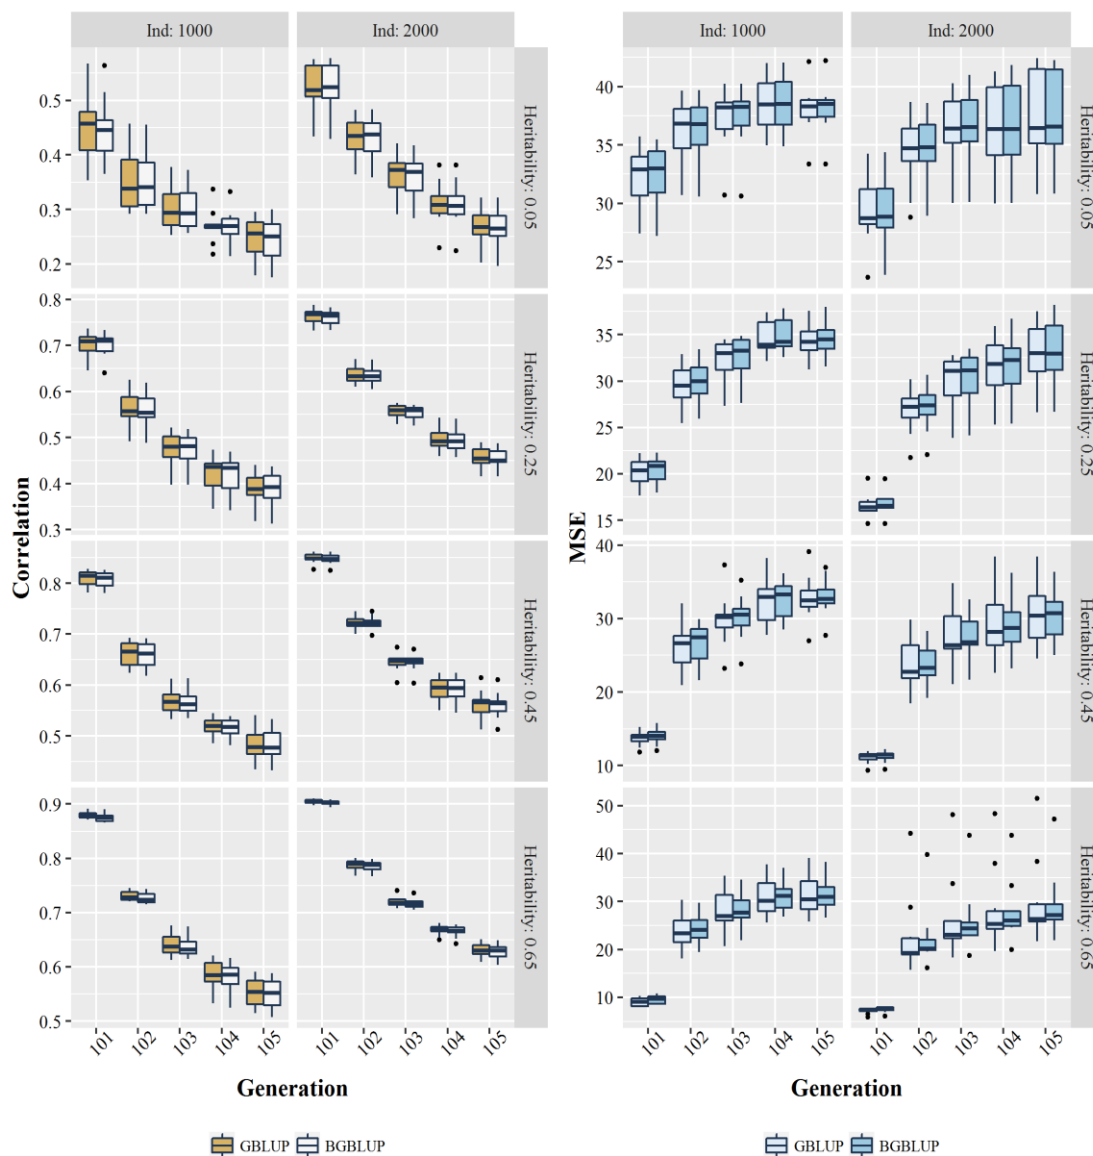 Ind: 1000
Ind: 2000
Correlation
0.5
0.4
0.3
0.2
Heritability: 0.05
0.8
0.7
0.6
0.5
0.4
0.3
Heritability: 0.25
0.8
0.7
0.6
0.5
Heritability: 0.45
0.9
0.8
0.7
0.6
0.5
Heritability: 0.65
101 102 103 104 105
101 102 103 104 105
Generation
GBLUP BGBLUP
Ind: 1000
Ind: 2000
MSE
40
35
30
25
Heritability: 0.05
35
30
25
20
15
Heritability: 0.25
40
30
20
10
Heritability: 0.45
50
40
30
20
10
Heritability: 0.65
101 102 103 104 105
101 102 103 104 105
Generation
GBLUP BGBLUP